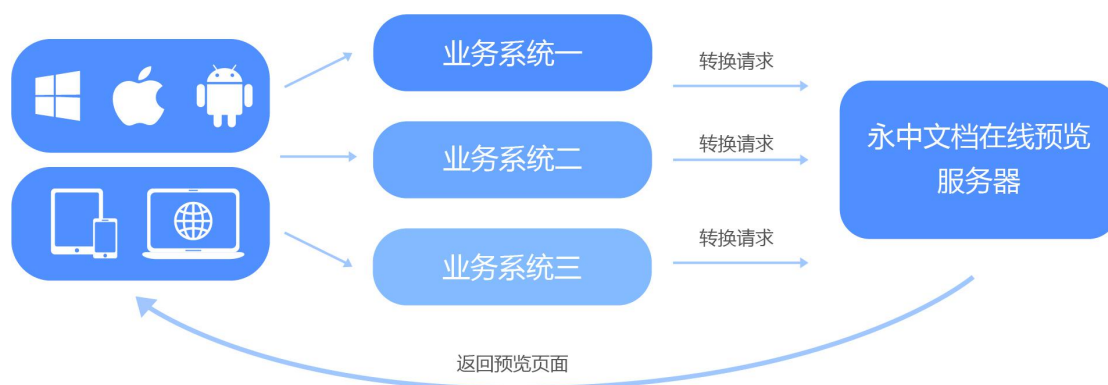 业务系统一
转换请求
业务系统二
转换请求
永中文档在线预览
服务器
业务系统三
转换请求
返回预览页面